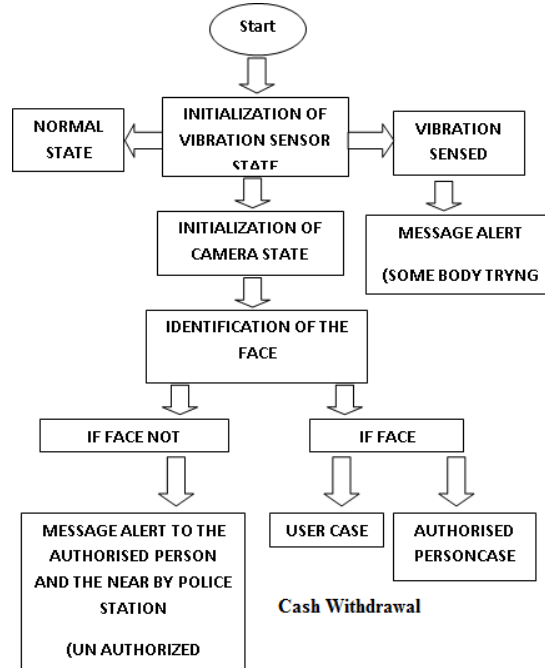 Start
NORMAL
STATE
INITIALIZATION OF
VIBRATION SENSOR
STATE
VIBRATION
SENSED
INITIALIZATION OF
CAMERA STATE
MESSAGE ALERT
(SOME BODY TRYNG
IDENTIFICATION OF THE
FACE
IF FACE NOT
IF FACE
MESSAGE ALERT TO THE
AUTHORISED PERSON
AND THE NEAR BY POLICE
STATION
(UN AUTHORIZED
USER CASE
AUTHORISED
PERSONCASE
Cash Withdrawal